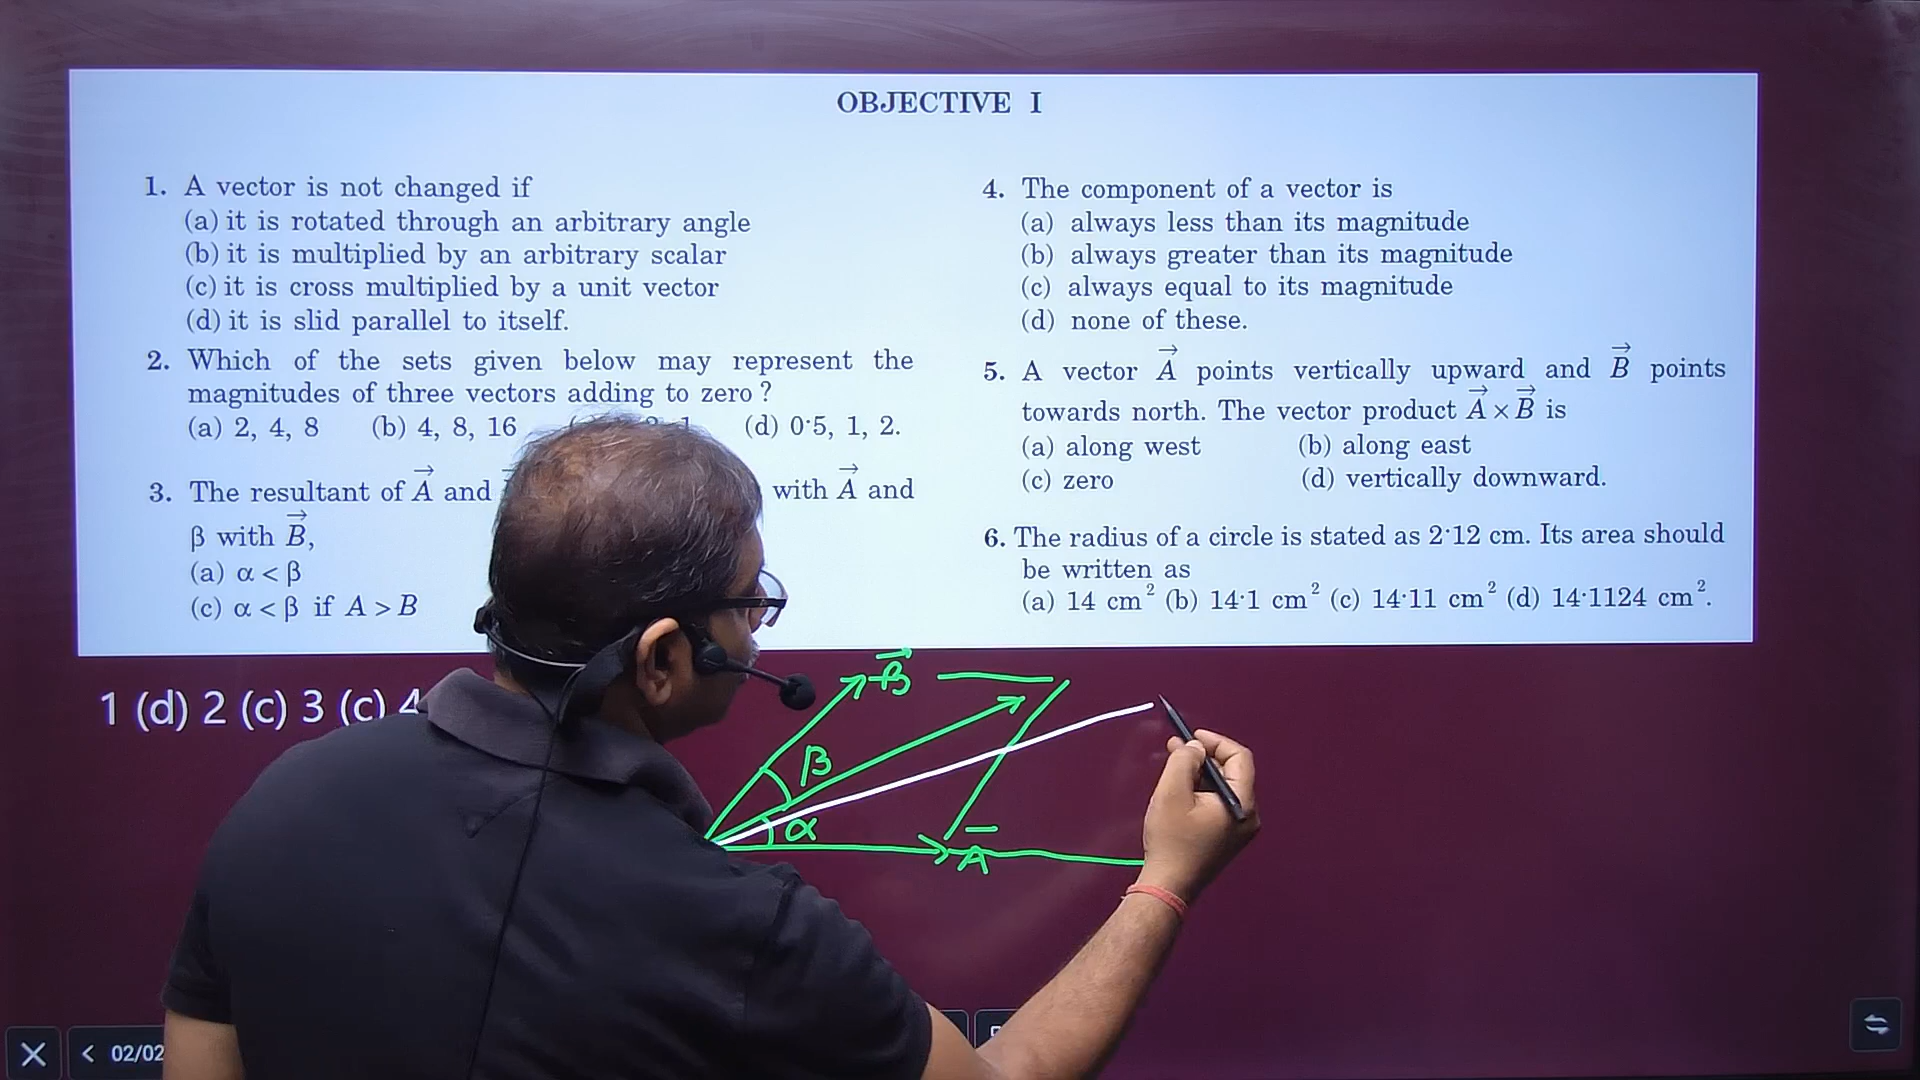 OBJECTIVE I
1. A vector is not changed if
(a) it is rotated through an arbitrary angle
(b) it is multiplied by an arbitrary scalar
(c) it is cross multiplied by a unit vector
(d) it is slid parallel to itself.
2. Which of the sets given below may represent the
magnitudes of three vectors adding to zero ?
(a) 2, 4, 8 (b) 4, 8, 16 (d) 0·5, 1, 2.
3. The resultant of A⃗ and with A⃗ and
β with B⃗,
(a) α < β
(c) α < β if A > B
4. The component of a vector is
(a) always less than its magnitude
(b) always greater than its magnitude
(c) always equal to its magnitude
(d) none of these.
5. A vector A⃗ points vertically upward and B⃗ points
towards north. The vector product A⃗ × B⃗ is
(a) along west (b) along east
(c) zero (d) vertically downward.
6. The radius of a circle is stated as 2·12 cm. Its area should
be written as
(a) 14 cm² (b) 14·1 cm² (c) 14·11 cm² (d) 14·1124 cm².
1 (d) 2 (c) 3 (c) 4
B⃗
β
α
A
02/02